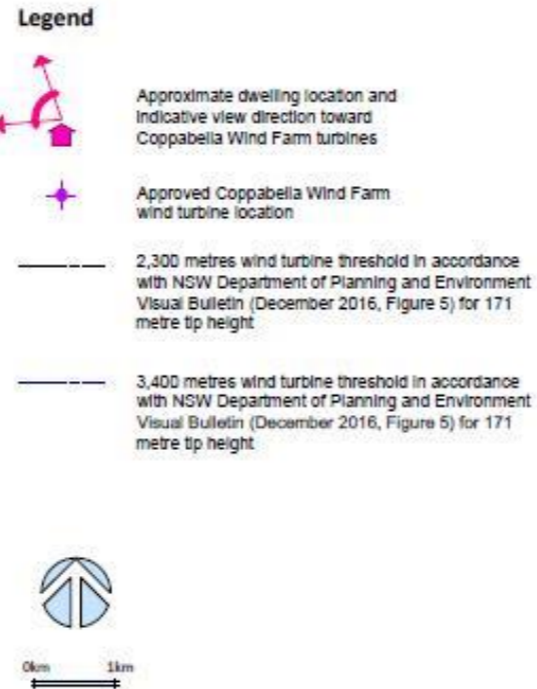 Legend
Approximate dwelling location and
indicative view direction toward
Coppabella Wind Farm turbines
Approved Coppabella Wind Farm
wind turbine location
2,300 metres wind turbine threshold in accordance
with NSW Department of Planning and Environment
Visual Bulletin (December 2016, Figure 5) for 171
metre tip height
3,400 metres wind turbine threshold in accordance
with NSW Department of Planning and Environment
Visual Bulletin (December 2016, Figure 5) for 171
metre tip height
0km 1km